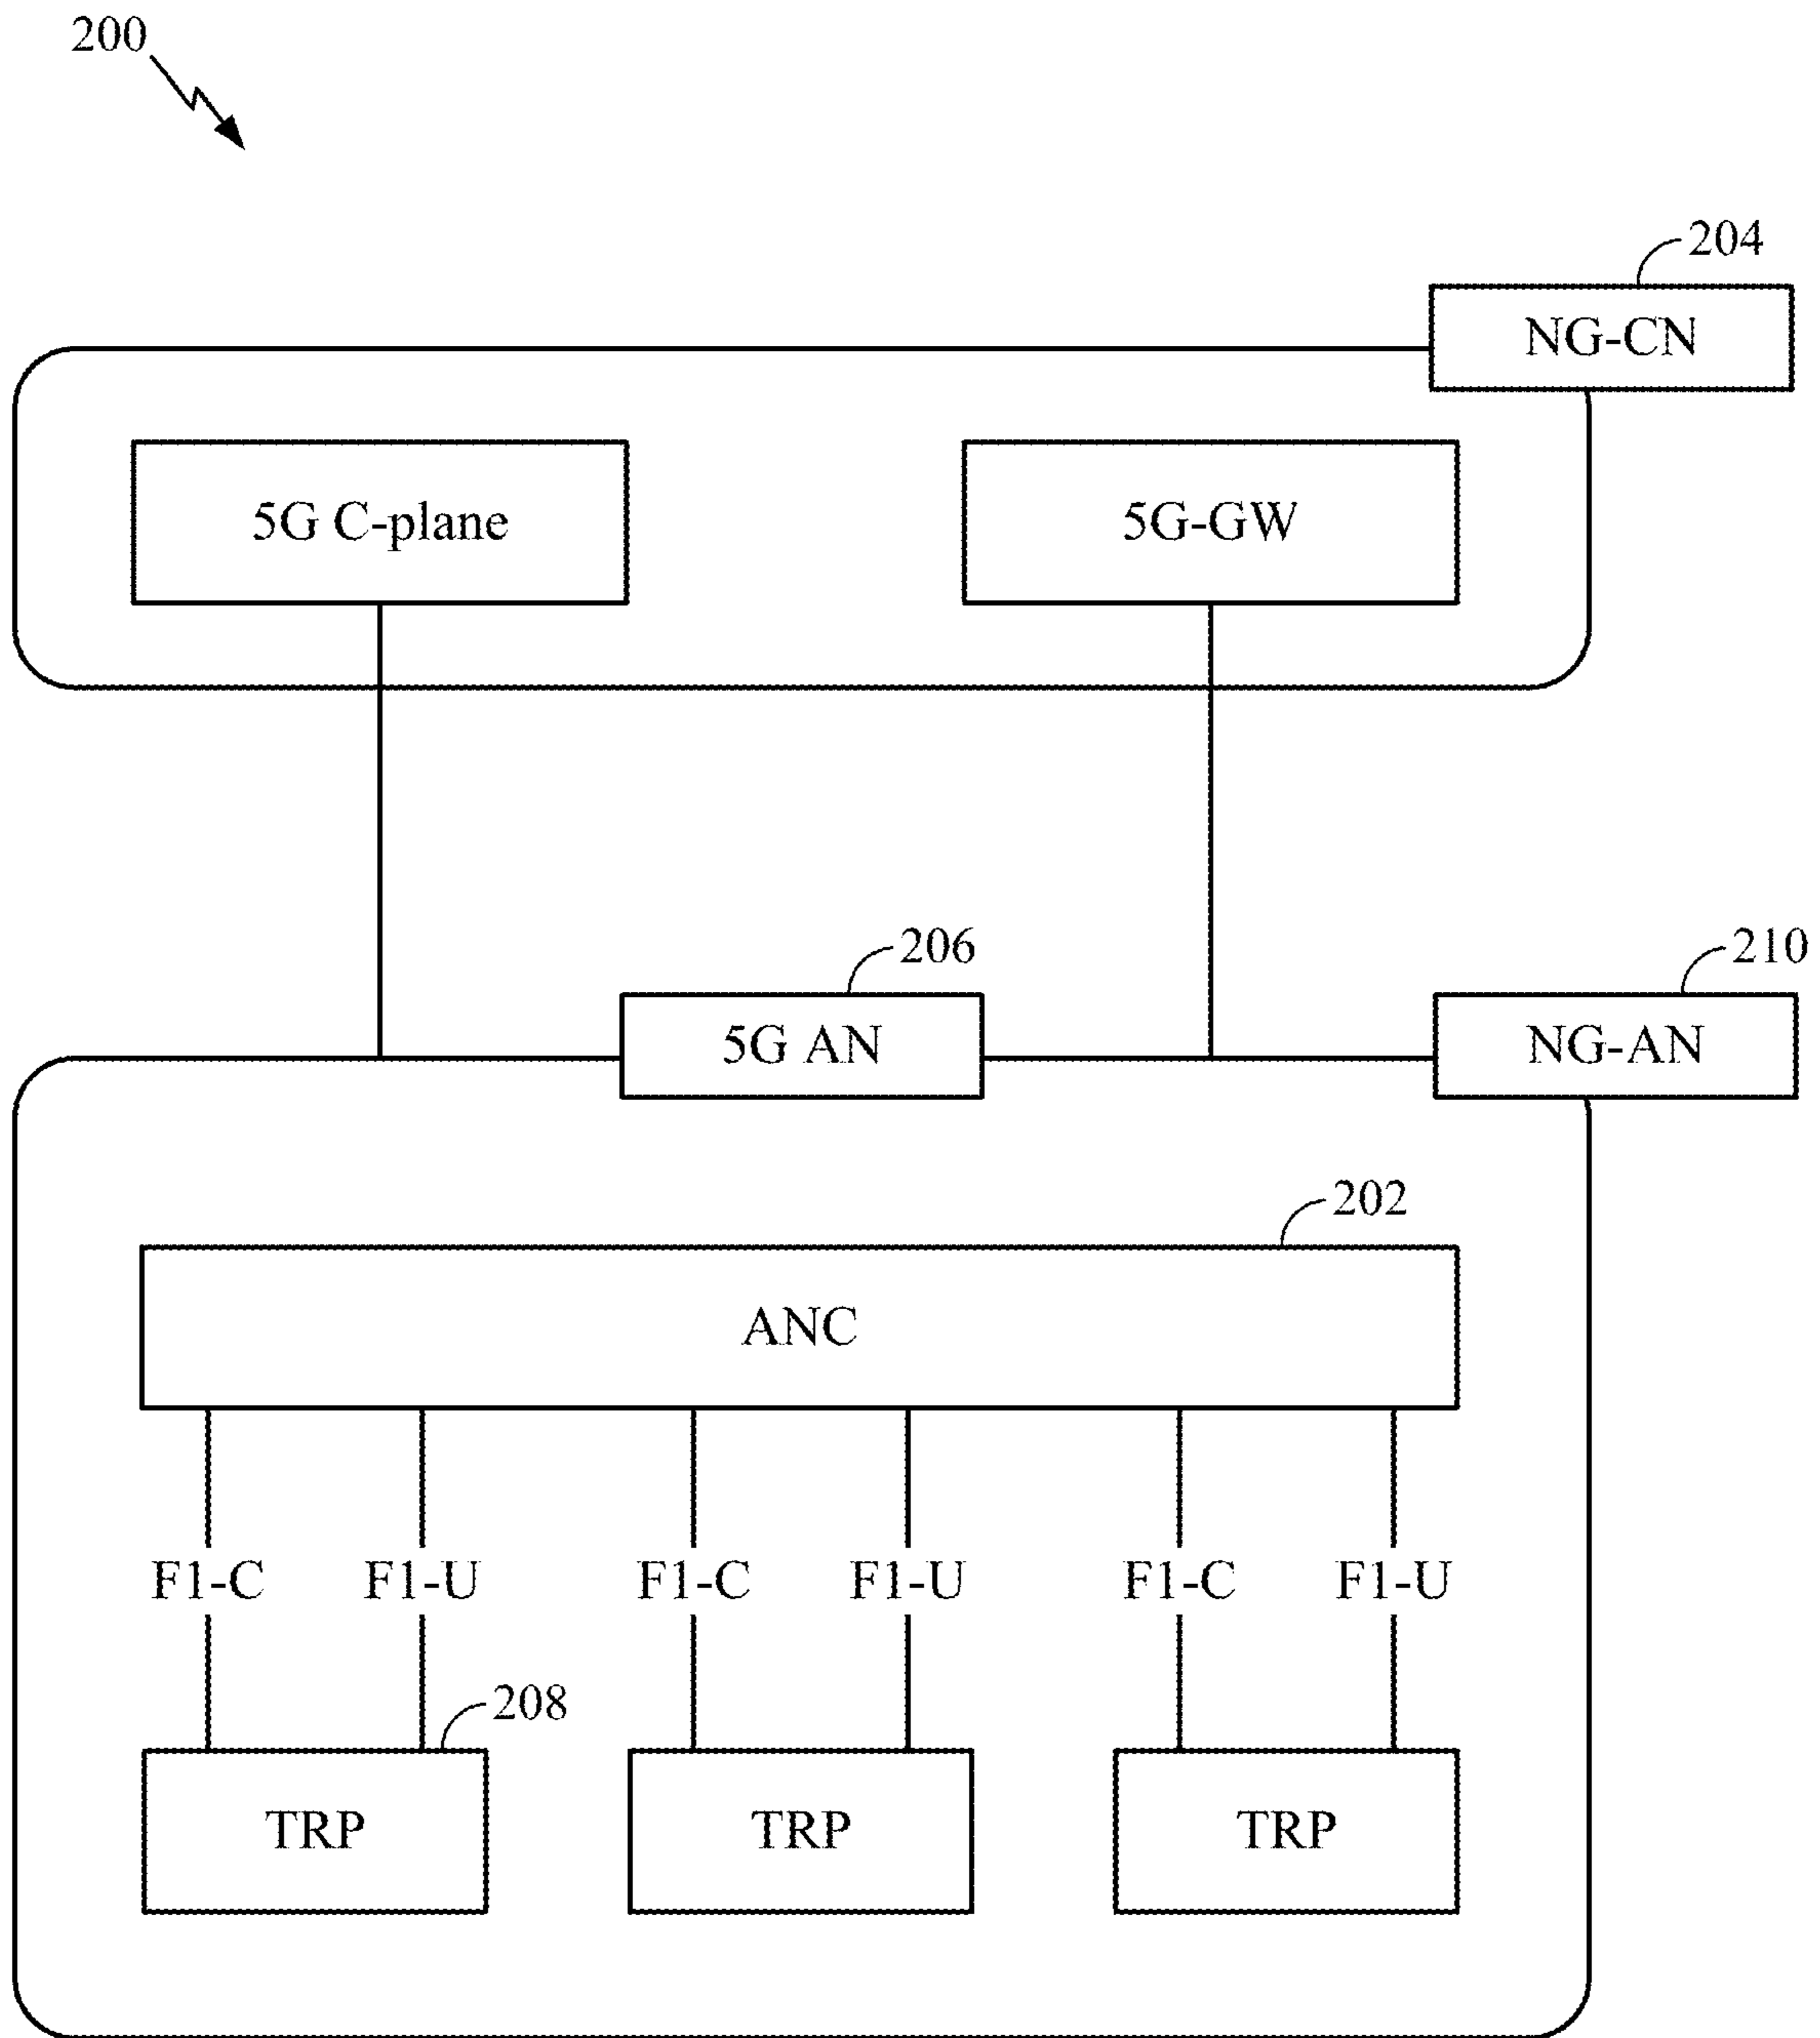 200
204
NG-CN
5G C-plane
5G-GW
206
210
5G AN
NG-AN
202
ANC
F1-C
F1-U
F1-C
F1-U
F1-C
F1-U
208
TRP
TRP
TRP